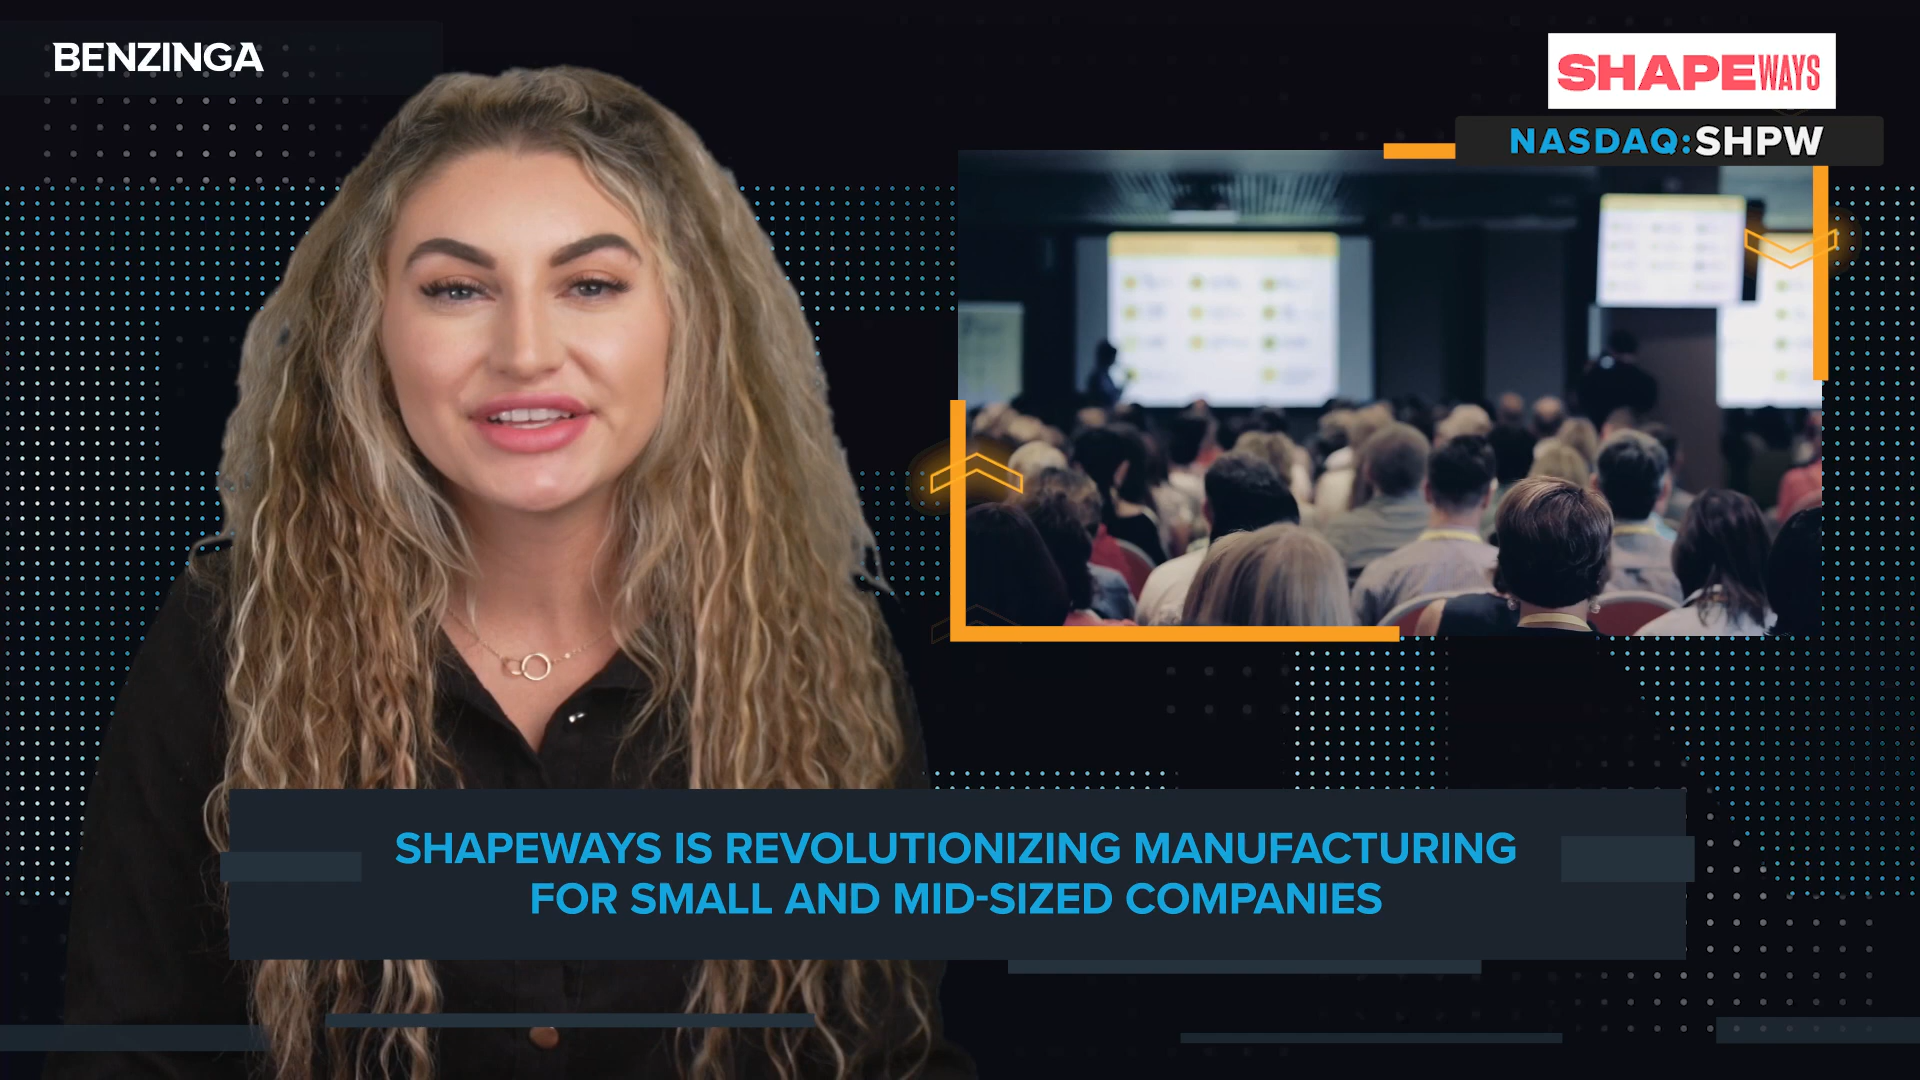 BENZINGA
SHAPEWAYS
NASDAQ:SHPW
SHAPEWAYS IS REVOLUTIONIZING MANUFACTURING
FOR SMALL AND MID-SIZED COMPANIES